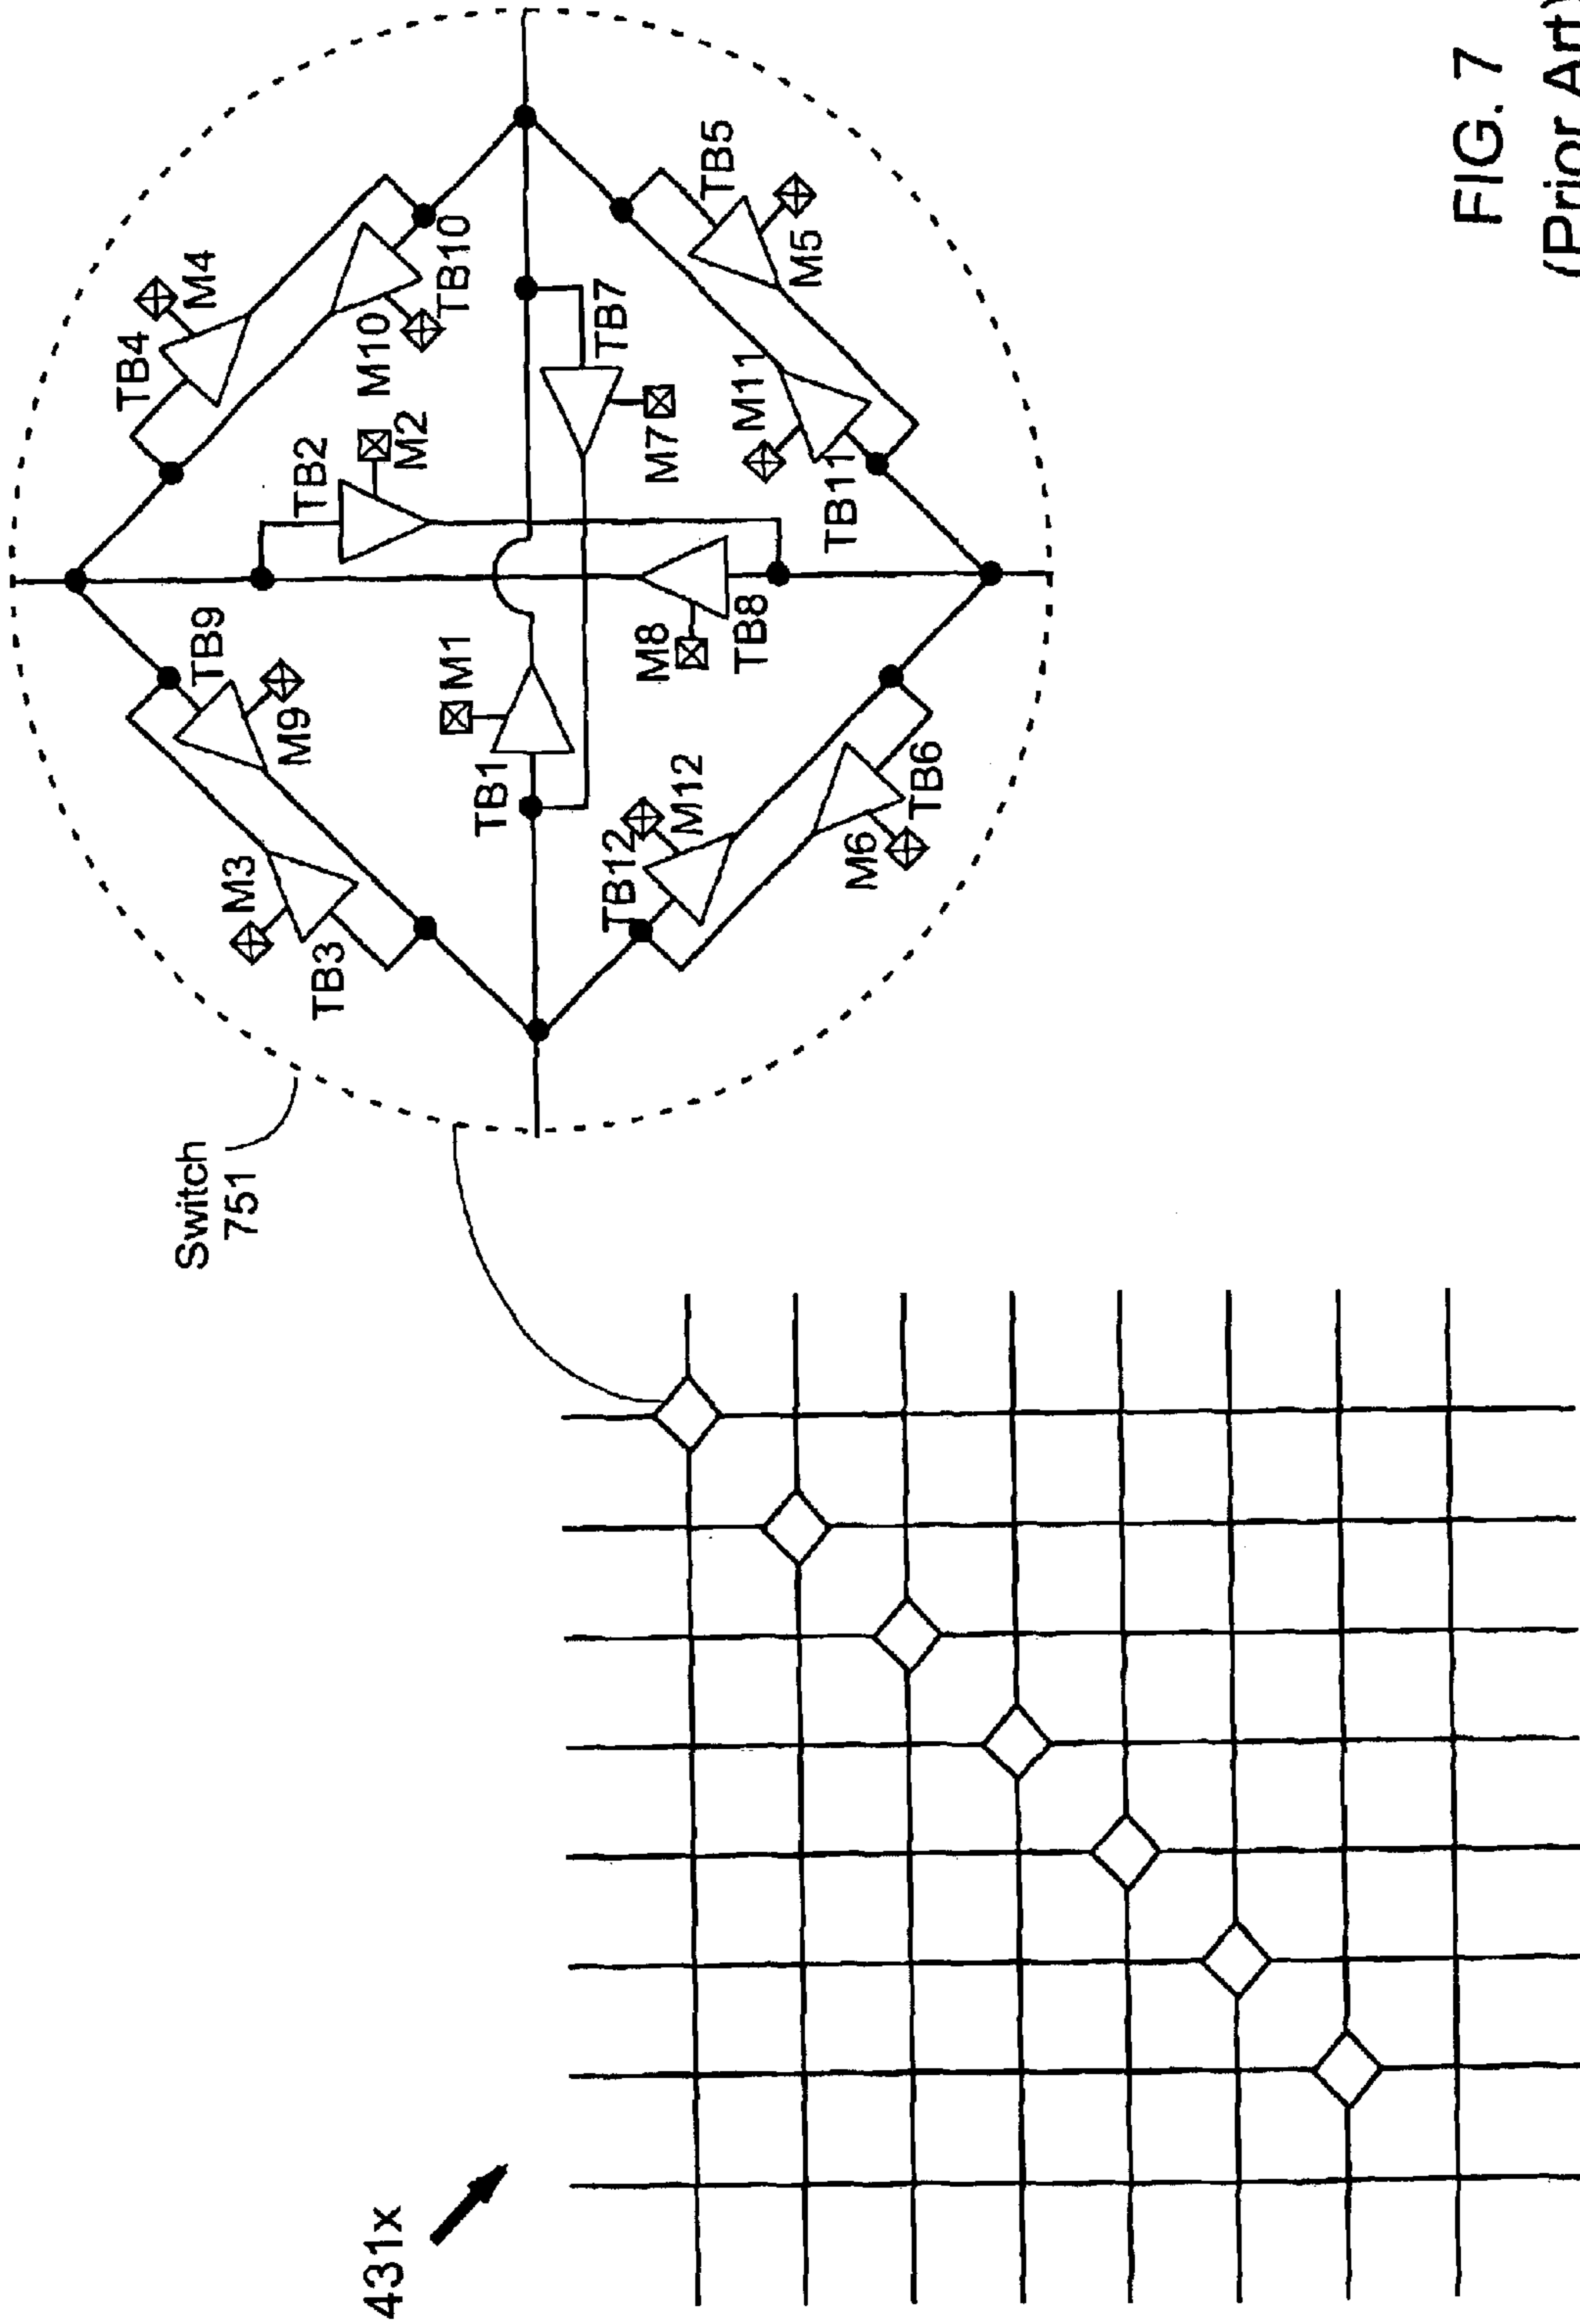 431x
Switch
751
TB3
M3
M9
TB9
TB4
M4
M10
TB10
TB2
M2
M1
TB1
M7
TB7
M8
TB8
TB12
M12
M6
TB6
M11
TB11
M5
TB5
FIG. 7
(Prior Art)